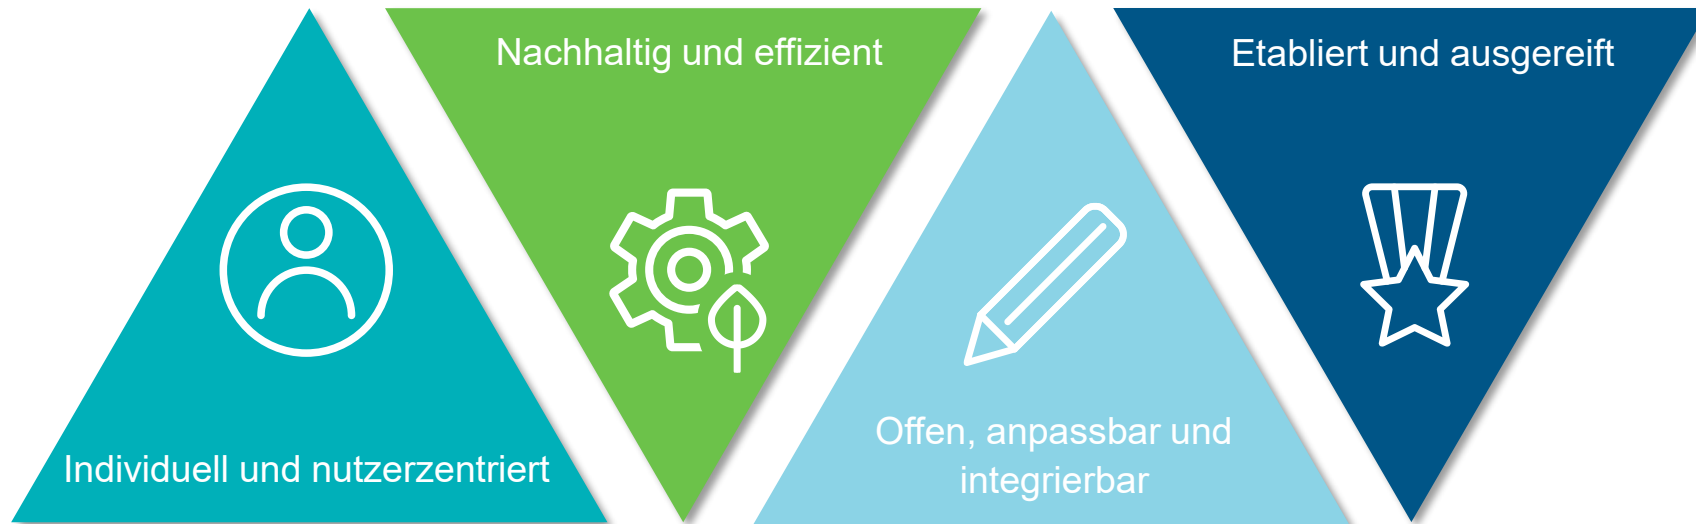 Individuell und nutzerzentriert
Nachhaltig und effizient
Offen, anpassbar und
integrierbar
Etabliert und ausgereift